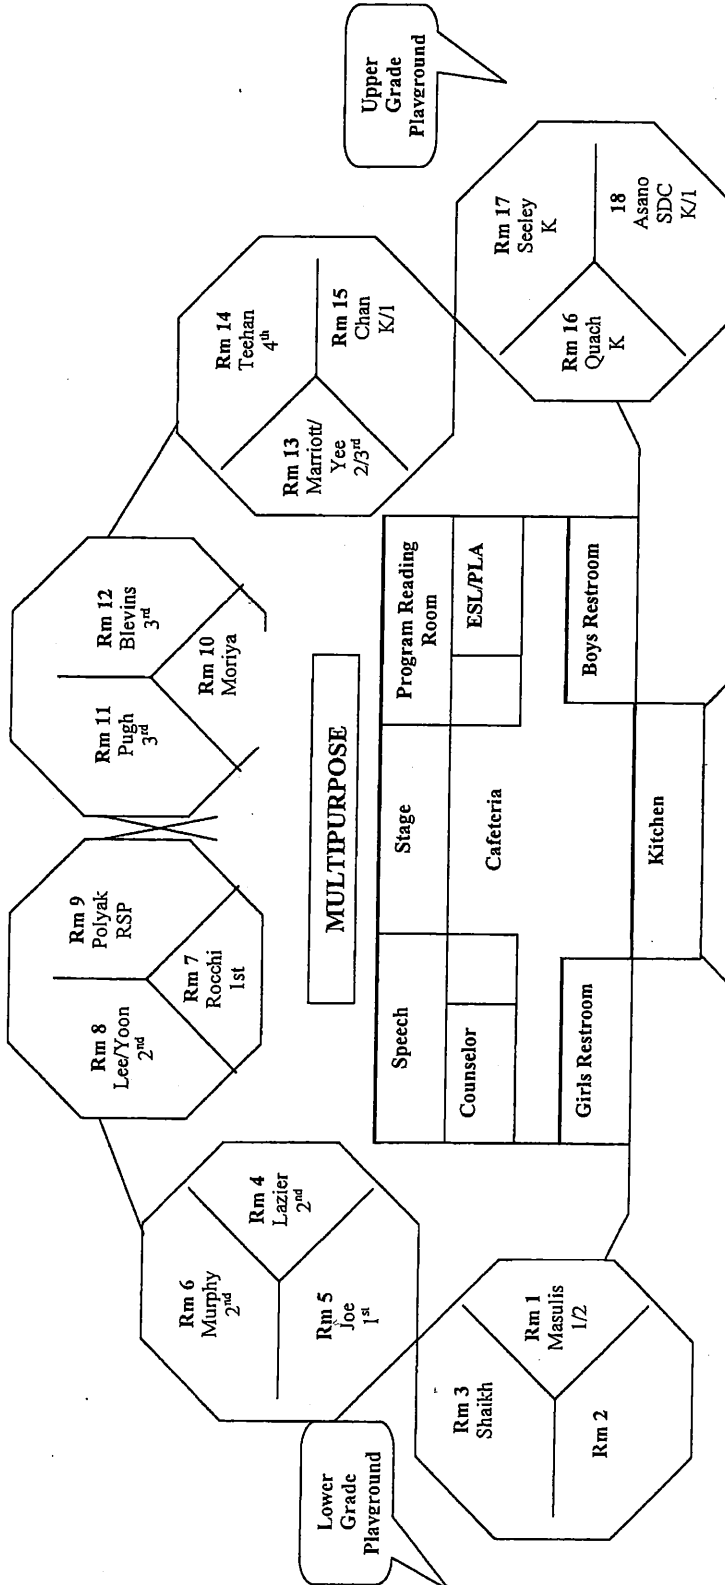 Lower
Grade
Playground
Rm 3
Shaikh
Rm 1
Masulis
1/2
Rm 2
Rm 6
Murphy
2nd
Rm 4
Lazier
2nd
Rm 5
Joe
1st
Rm 8
Lee/Yoon
2nd
Rm 9
Polyak
RSP
Rm 7
Rocchi
1st
Rm 11
Pugh
3rd
Rm 12
Blevins
3rd
Rm 10
Moriya
Rm 14
Teehan
4th
Rm 13
Marriott/
Yee
2/3rd
Rm 15
Chan
K/1
Upper
Grade
Playground
Rm 17
Seeley
K
Rm 16
Quach
K
18
Asano
SDC
K/1
MULTIPURPOSE
Speech
Stage
Program Reading
Room
Counselor
Cafeteria
ESL/PLA
Girls Restroom
Kitchen
Boys Restroom